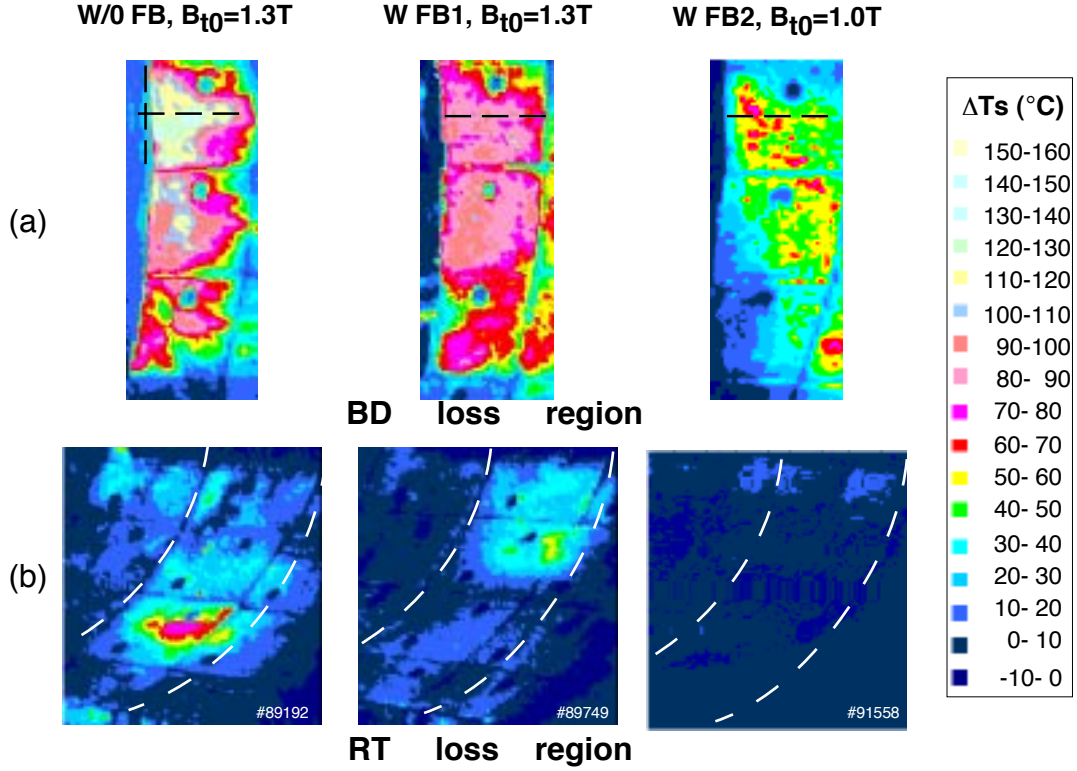 W/0 FB, Bt0=1.3T W FB1, Bt0=1.3T W FB2, Bt0=1.0T
(a)
BD loss region
(b)
#89192 #89749 #91558
RT loss region
ΔTs (°C)
150-160
140-150
130-140
120-130
110-120
100-110
90-100
80- 90
70- 80
60- 70
50- 60
40- 50
30- 40
20- 30
10- 20
0- 10
-10- 0